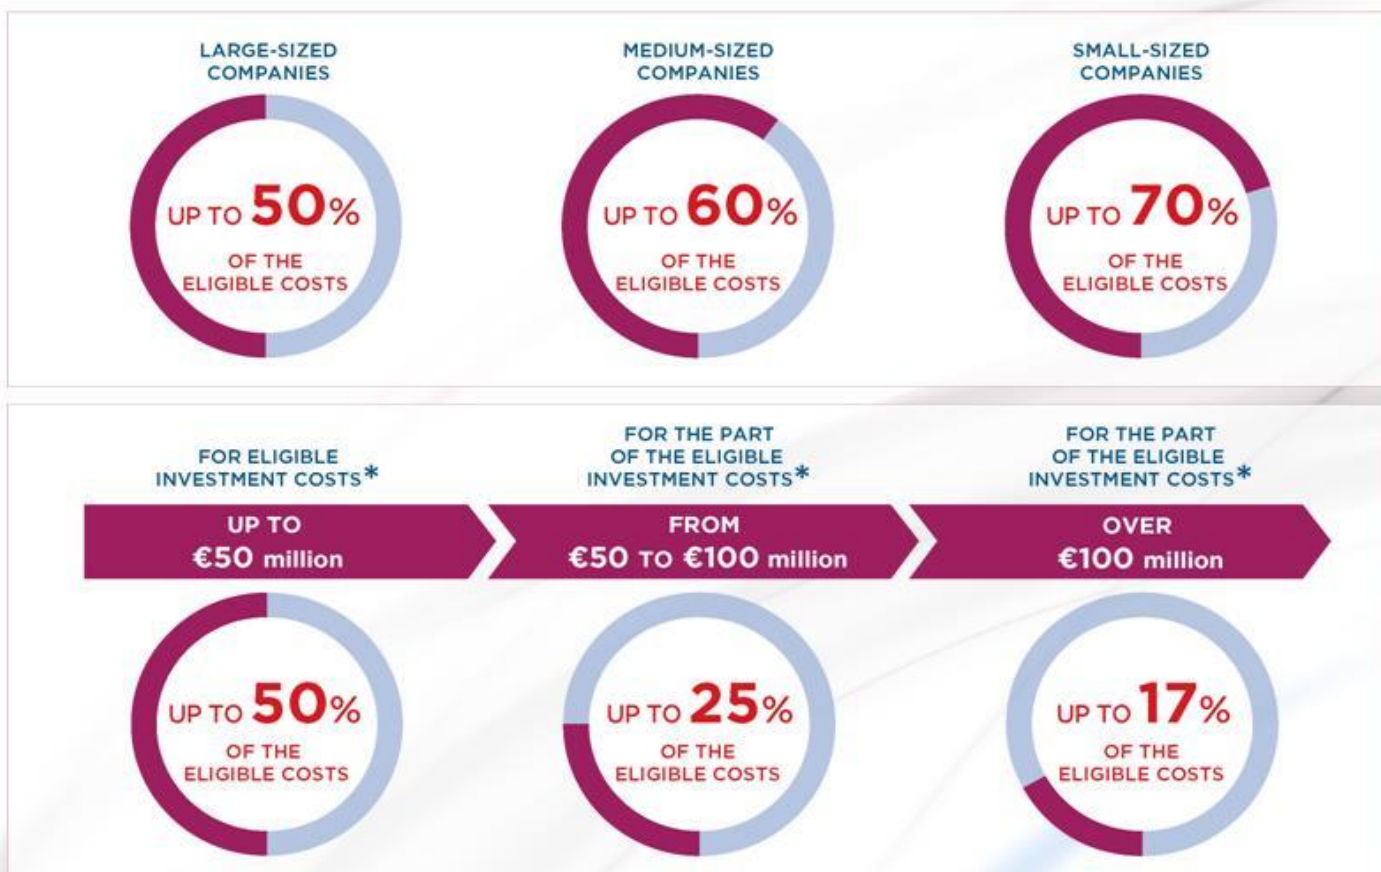 LARGE-SIZED
COMPANIES
UP TO 50%
OF THE
ELIGIBLE COSTS
MEDIUM-SIZED
COMPANIES
UP TO 60%
OF THE
ELIGIBLE COSTS
SMALL-SIZED
COMPANIES
UP TO 70%
OF THE
ELIGIBLE COSTS
FOR ELIGIBLE
INVESTMENT COSTS*
UP TO
€50 million
UP TO 50%
OF THE
ELIGIBLE COSTS
FOR THE PART
OF THE ELIGIBLE
INVESTMENT COSTS*
FROM
€50 TO €100 million
UP TO 25%
OF THE
ELIGIBLE COSTS
FOR THE PART
OF THE ELIGIBLE
INVESTMENT COSTS*
OVER
€100 million
UP TO 17%
OF THE
ELIGIBLE COSTS